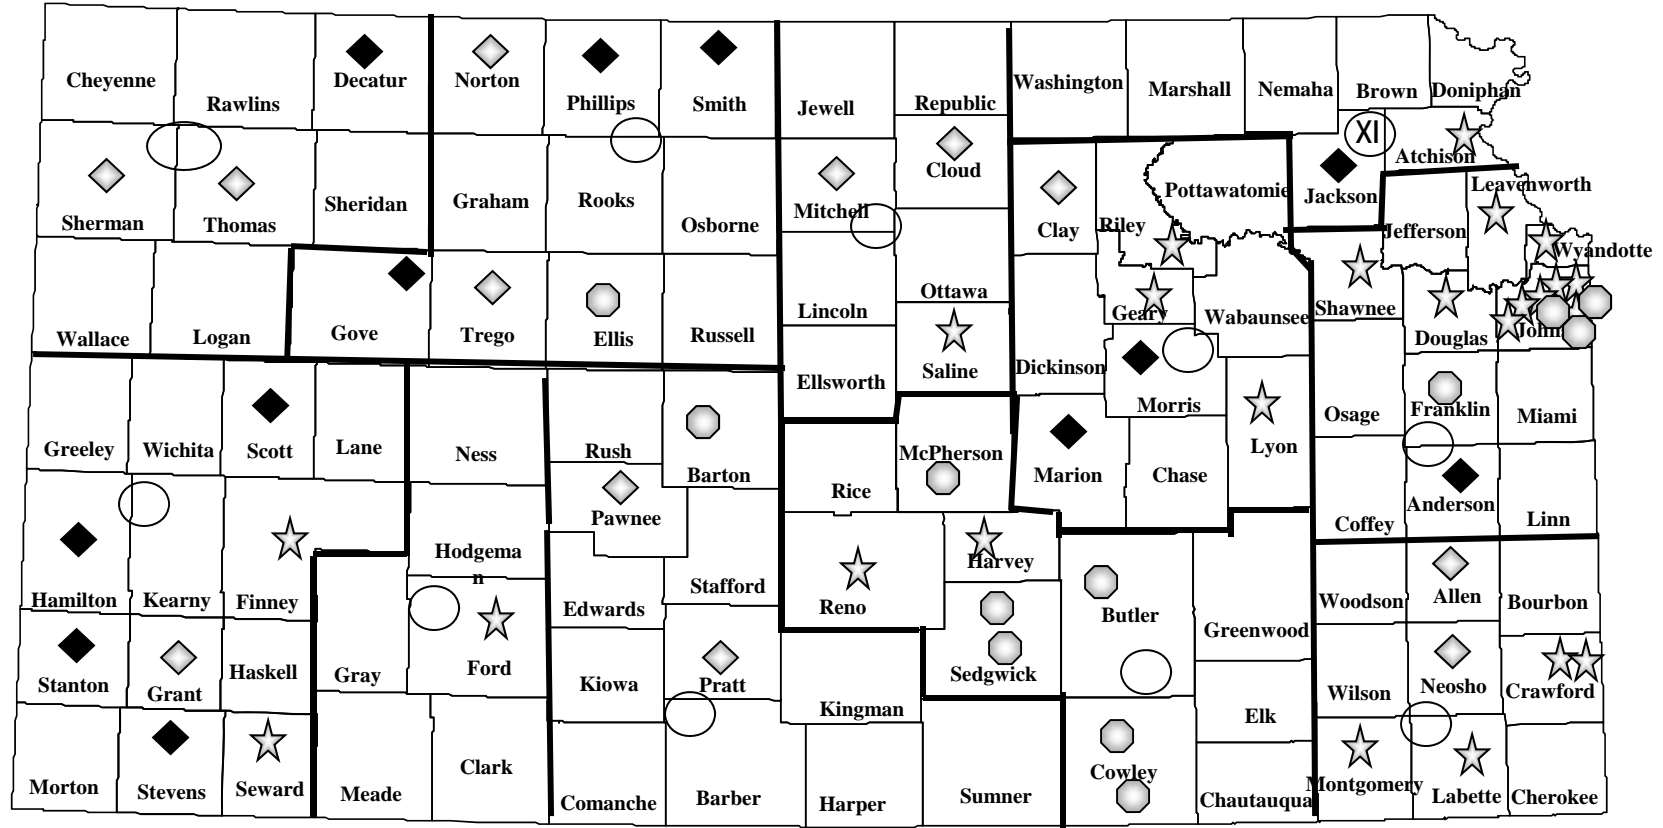 Cheyenne
Rawlins
Decatur
Norton
Phillips
Smith
Jewell
Republic
Washington
Marshall
Nemaha
Brown
Doniphan
XI
Atchison
Sherman
Thomas
Sheridan
Graham
Rooks
Osborne
Mitchell
Cloud
Clay
Riley
Pottawatomie
Jackson
Jefferson
Leavenworth
Wyandotte
Wallace
Logan
Gove
Trego
Ellis
Russell
Lincoln
Ottawa
Saline
Ellsworth
Dickinson
Geary
Wabaunsee
Shawnee
Douglas
Morris
Greeley
Wichita
Scott
Lane
Ness
Rush
Barton
Pawnee
Rice
McPherson
Marion
Chase
Lyon
Osage
Franklin
Miami
Coffey
Anderson
Linn
Hamilton
Kearny
Finney
Hodgema
n
Edwards
Stafford
Reno
Harvey
Sedgwick
Butler
Greenwood
Woodson
Allen
Bourbon
Stanton
Grant
Haskell
Gray
Ford
Kiowa
Pratt
Kingman
Elk
Wilson
Neosho
Crawford
Morton
Stevens
Seward
Meade
Clark
Comanche
Barber
Harper
Sumner
Cowley
Chautauqua
Montgomery
Labette
Cherokee